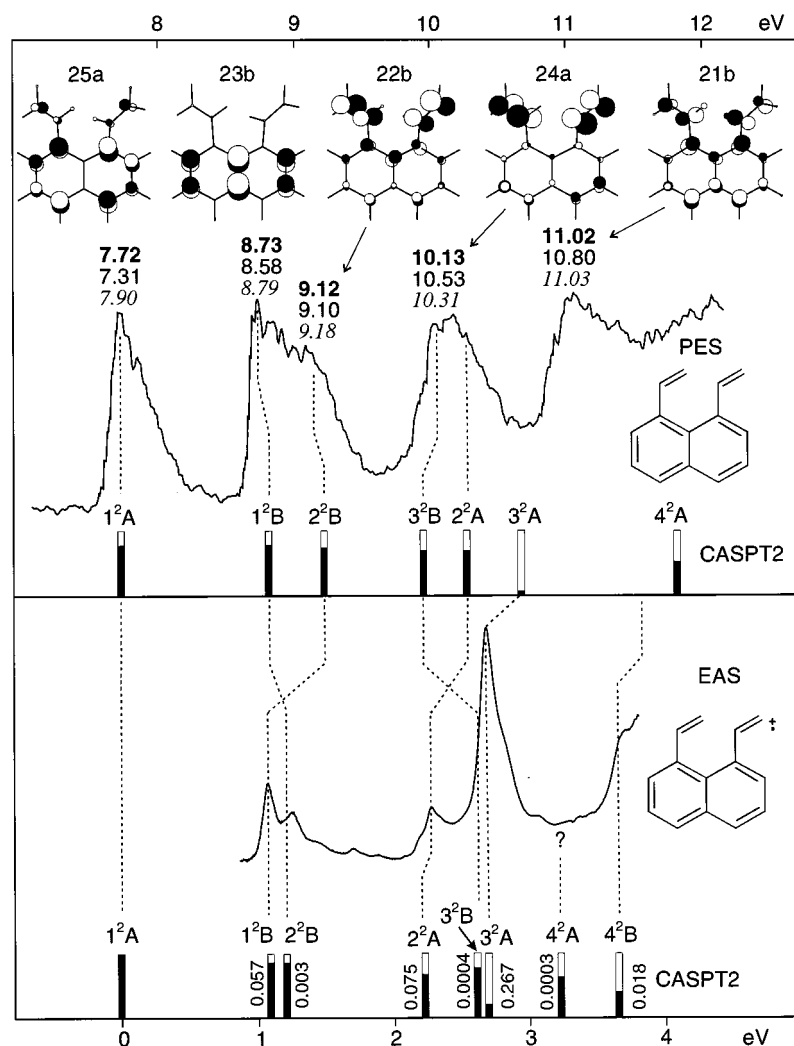 8 9 10 11 12 eV
25a 23b 22b 24a 21b
7.72
7.31
7.90
8.73
8.58
8.79
9.12
9.10
9.18
10.13
10.53
10.31
11.02
10.80
11.03
PES
1²A 1²B 2²B 3²B 2²A 3²A 4²A
CASPT2
EAS
+
•
?
3²B
1²A 1²B 2²B 2²A 3²A 4²A 4²B
0.057 0.003 0.075 0.0004 0.267 0.0003 0.018
CASPT2
0 1 2 3 4 eV